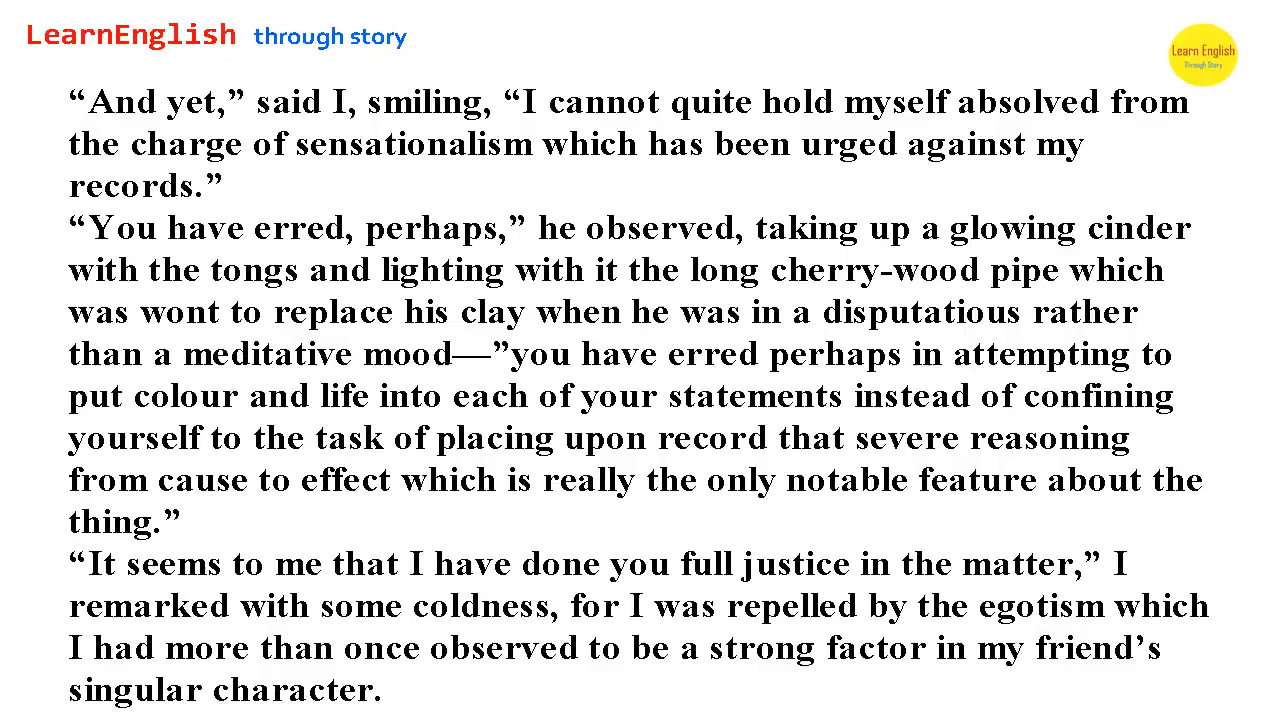 LearnEnglish through story
Learn English
Through Story
“And yet,” said I, smiling, “I cannot quite hold myself absolved from
the charge of sensationalism which has been urged against my
records.”
“You have erred, perhaps,” he observed, taking up a glowing cinder
with the tongs and lighting with it the long cherry-wood pipe which
was wont to replace his clay when he was in a disputatious rather
than a meditative mood—”you have erred perhaps in attempting to
put colour and life into each of your statements instead of confining
yourself to the task of placing upon record that severe reasoning
from cause to effect which is really the only notable feature about the
thing.”
“It seems to me that I have done you full justice in the matter,” I
remarked with some coldness, for I was repelled by the egotism which
I had more than once observed to be a strong factor in my friend’s
singular character.